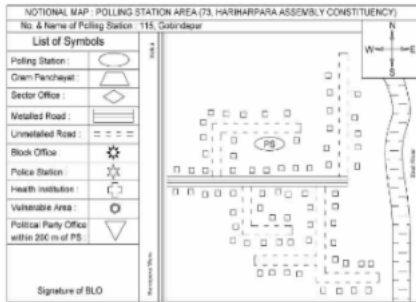 NOTIONAL MAP : POLLING STATION AREA (73, HARIHARPARA ASSEMBLY CONSTITUENCY)
No. & Name of Polling Station : 115, Gobindapur
List of Symbols
Polling Station :
Gram Panchayat :
Sector Office :
Metalled Road :
Unmetalled Road :
Block Office :
Police Station :
Health Institution :
Vulnerable Area :
Political Party Office
within 200 m of PS :
Signature of BLO
N
W
E
S
PS